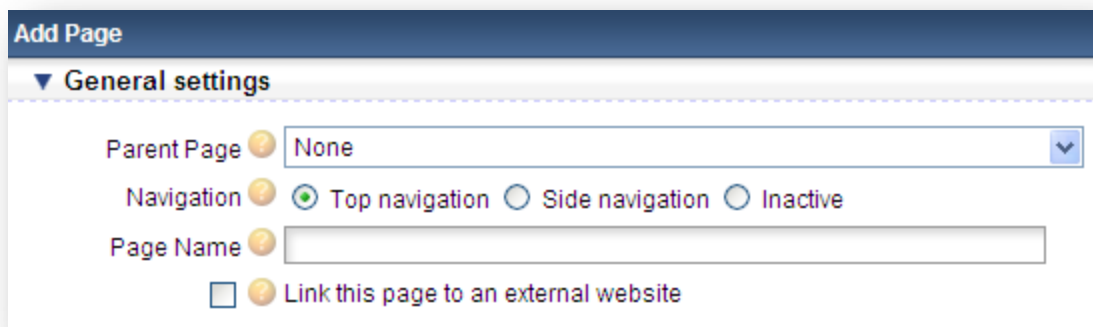 Add Page
General settings
Parent Page ? None
Navigation ? Top navigation Side navigation Inactive
Page Name ?
? Link this page to an external website